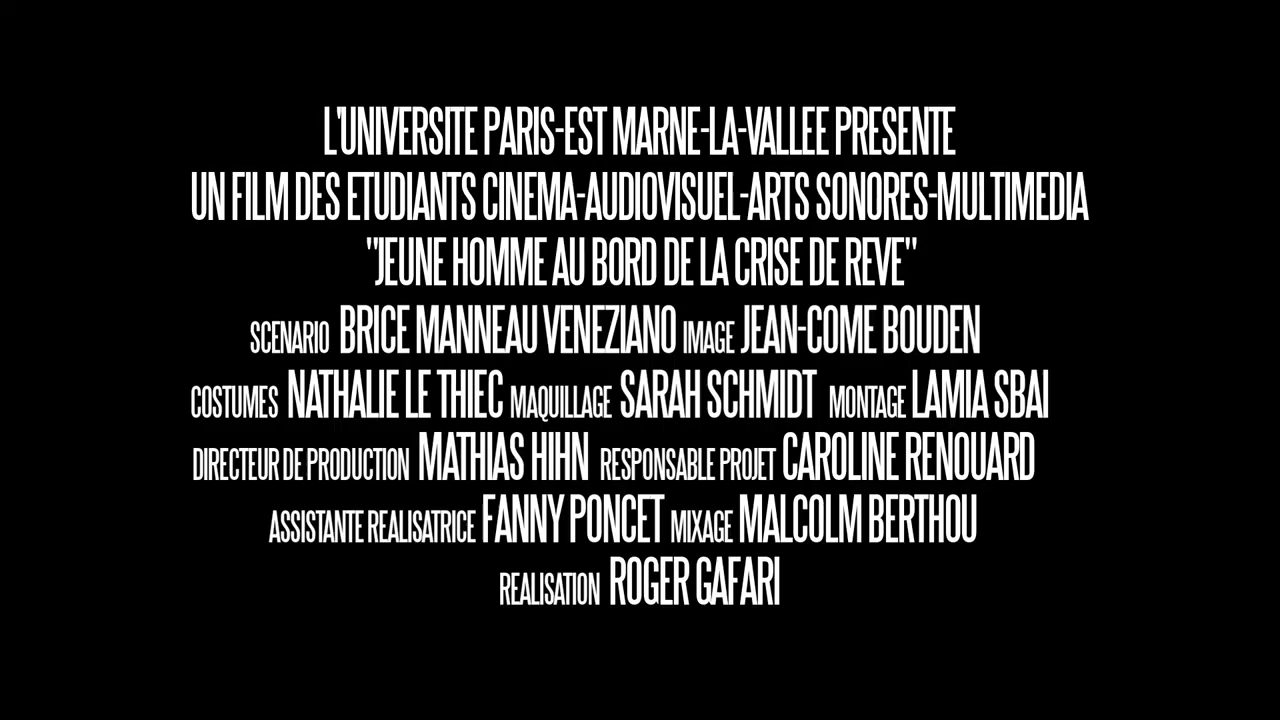 L'UNIVERSITE PARIS-EST MARNE-LA-VALLEE PRESENTE
UN FILM DES ETUDIANTS CINEMA-AUDIOVISUEL-ARTS SONORES-MULTIMEDIA
"JEUNE HOMME AU BORD DE LA CRISE DE REVE"
SCENARIO BRICE MANNEAU VENEZIANO IMAGE JEAN-COME BOUDEN
COSTUMES NATHALIE LE THIEC MAQUILLAGE SARAH SCHMIDT MONTAGE LAMIA SBAI
DIRECTEUR DE PRODUCTION MATHIAS HIHN RESPONSABLE PROJET CAROLINE RENOUARD
ASSISTANTE REALISATRICE FANNY PONCET MIXAGE MALCOLM BERTHOU
REALISATION ROGER GAFARI